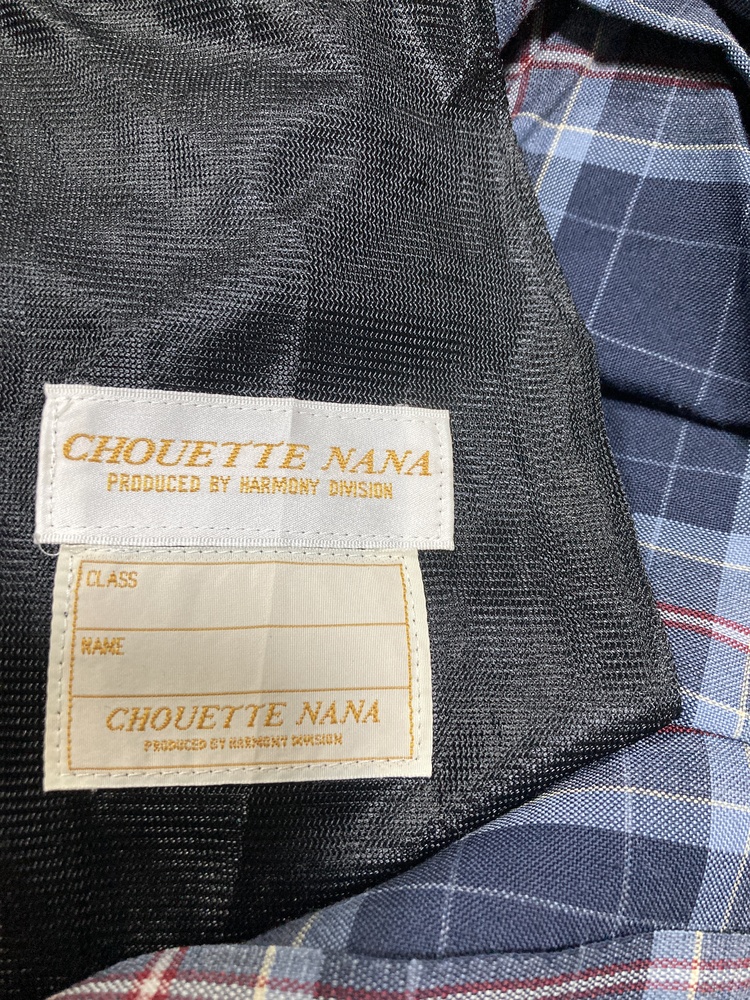 CHOUETTE NANA
PRODUCED BY HARMONY DIVISION
CLASS
NAME
CHOUETTE NANA
PRODUCED BY HARMONY DIVISION